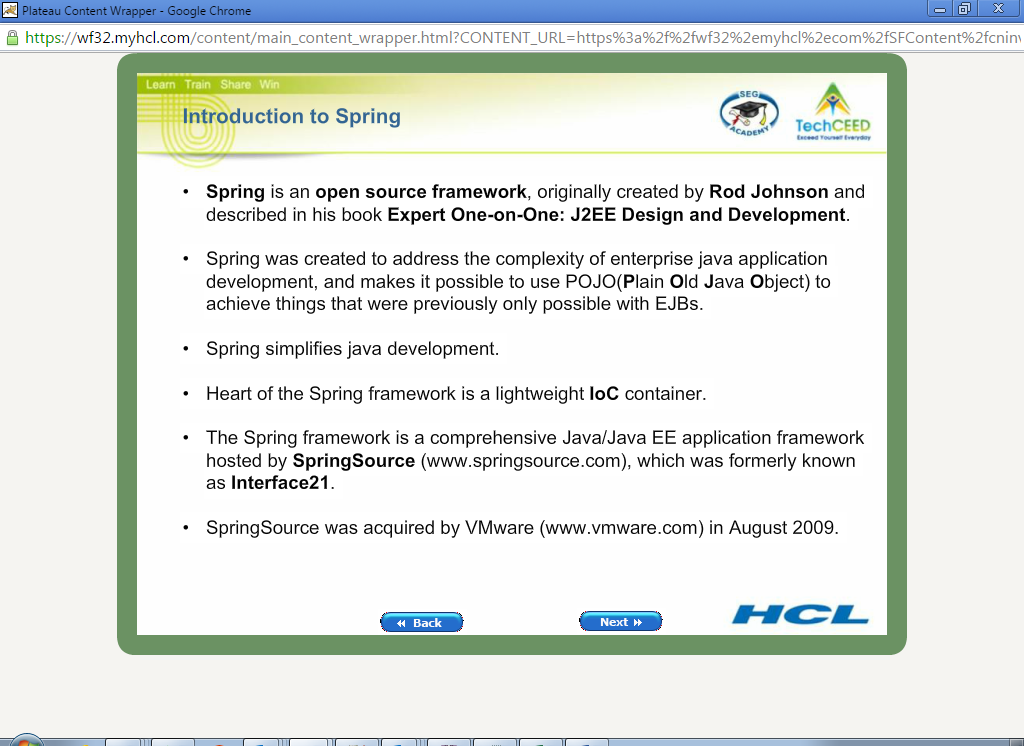 Plateau Content Wrapper - Google Chrome
https://wf32.myhcl.com/content/main_content_wrapper.html?CONTENT_URL=https%3a%2f%2fwf32%2emyhcl%2ecom%2fSFContent%2fcninv
Learn Train Share Win
Introduction to Spring
SEG
ACADEMY
TechCEED
Exceed Yourself Everyday
• Spring is an open source framework, originally created by Rod Johnson and
described in his book Expert One-on-One: J2EE Design and Development.
• Spring was created to address the complexity of enterprise java application
development, and makes it possible to use POJO(Plain Old Java Object) to
achieve things that were previously only possible with EJBs.
• Spring simplifies java development.
• Heart of the Spring framework is a lightweight IoC container.
• The Spring framework is a comprehensive Java/Java EE application framework
hosted by SpringSource (www.springsource.com), which was formerly known
as Interface21.
• SpringSource was acquired by VMware (www.vmware.com) in August 2009.
Back
Next
HCL